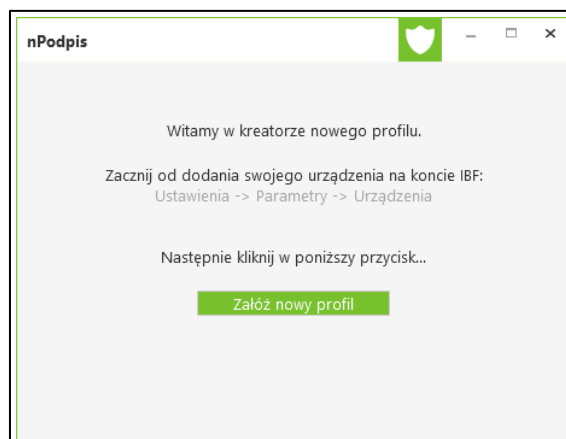 nPodpis
Witamy w kreatorze nowego profilu.
Zacznij od dodania swojego urządzenia na koncie IBF:
Ustawienia -> Parametry -> Urządzenia
Następnie kliknij w poniższy przycisk...
Załóż nowy profil